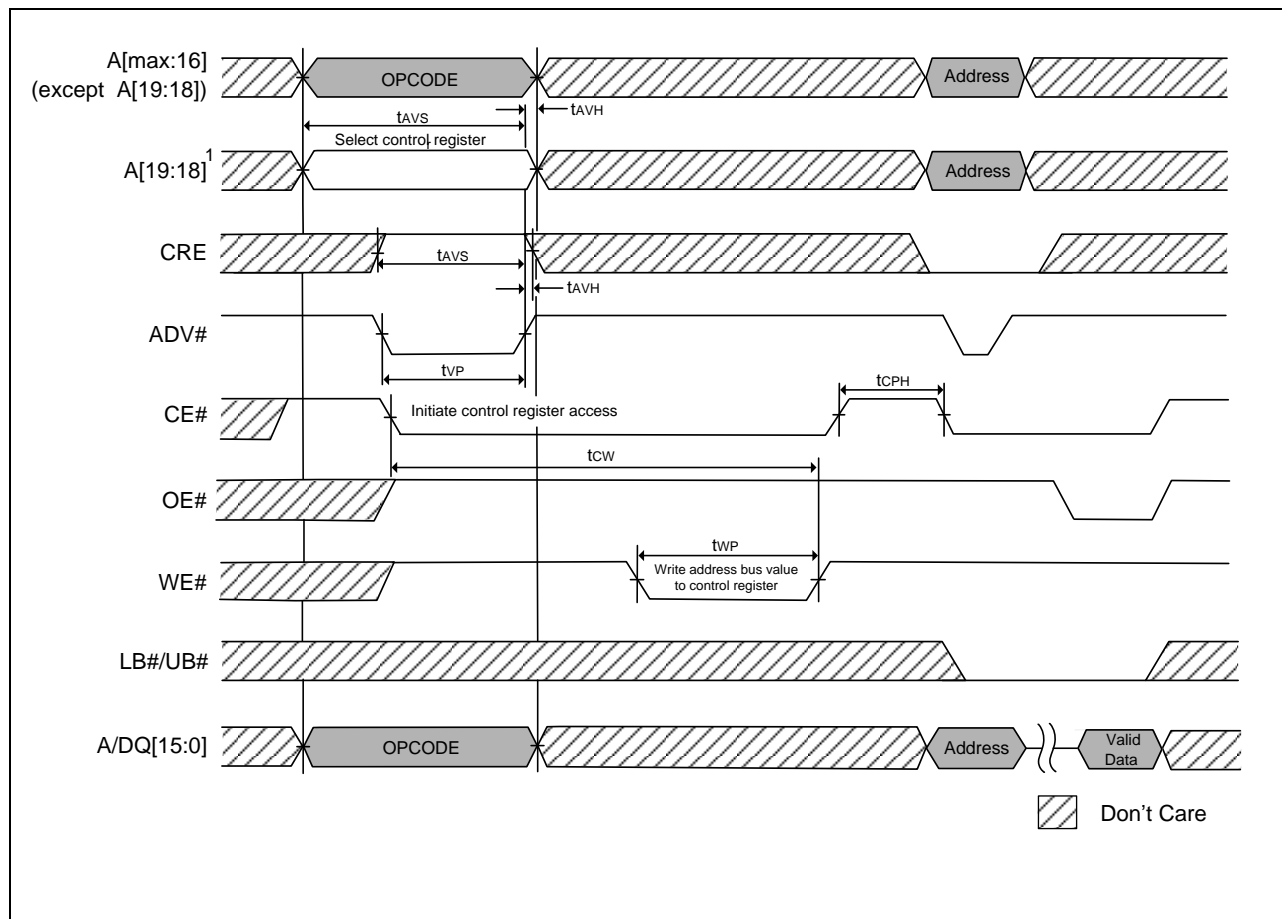 A[max:16]
(except A[19:18])
OPCODE
Address
tAVS
tAVH
Select control register
A[19:18]1
Address
CRE
tAVS
tAVH
ADV#
tVP
tCPH
CE#
Initiate control register access
tCW
OE#
tWP
WE#
Write address bus value
to control register
LB#/UB#
A/DQ[15:0]
OPCODE
Address
Valid
Data
Don't Care